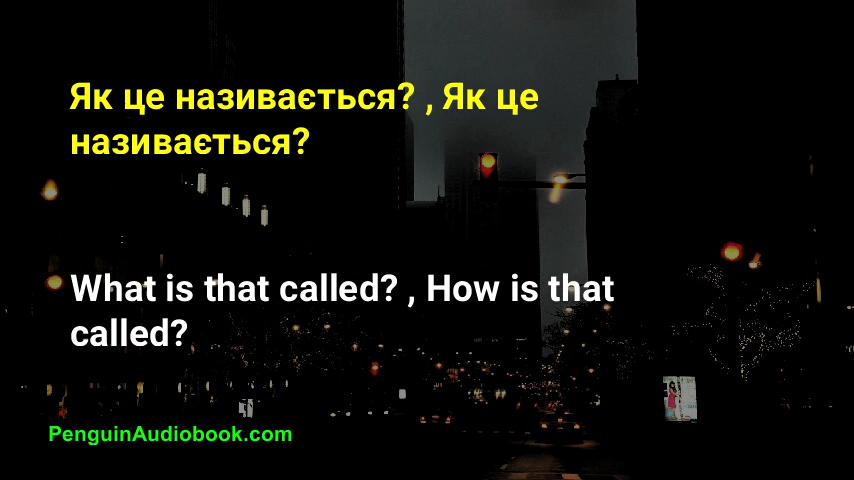 Як це називається? , Як це
називається?
What is that called? , How is that
called?
PenguinAudiobook.com